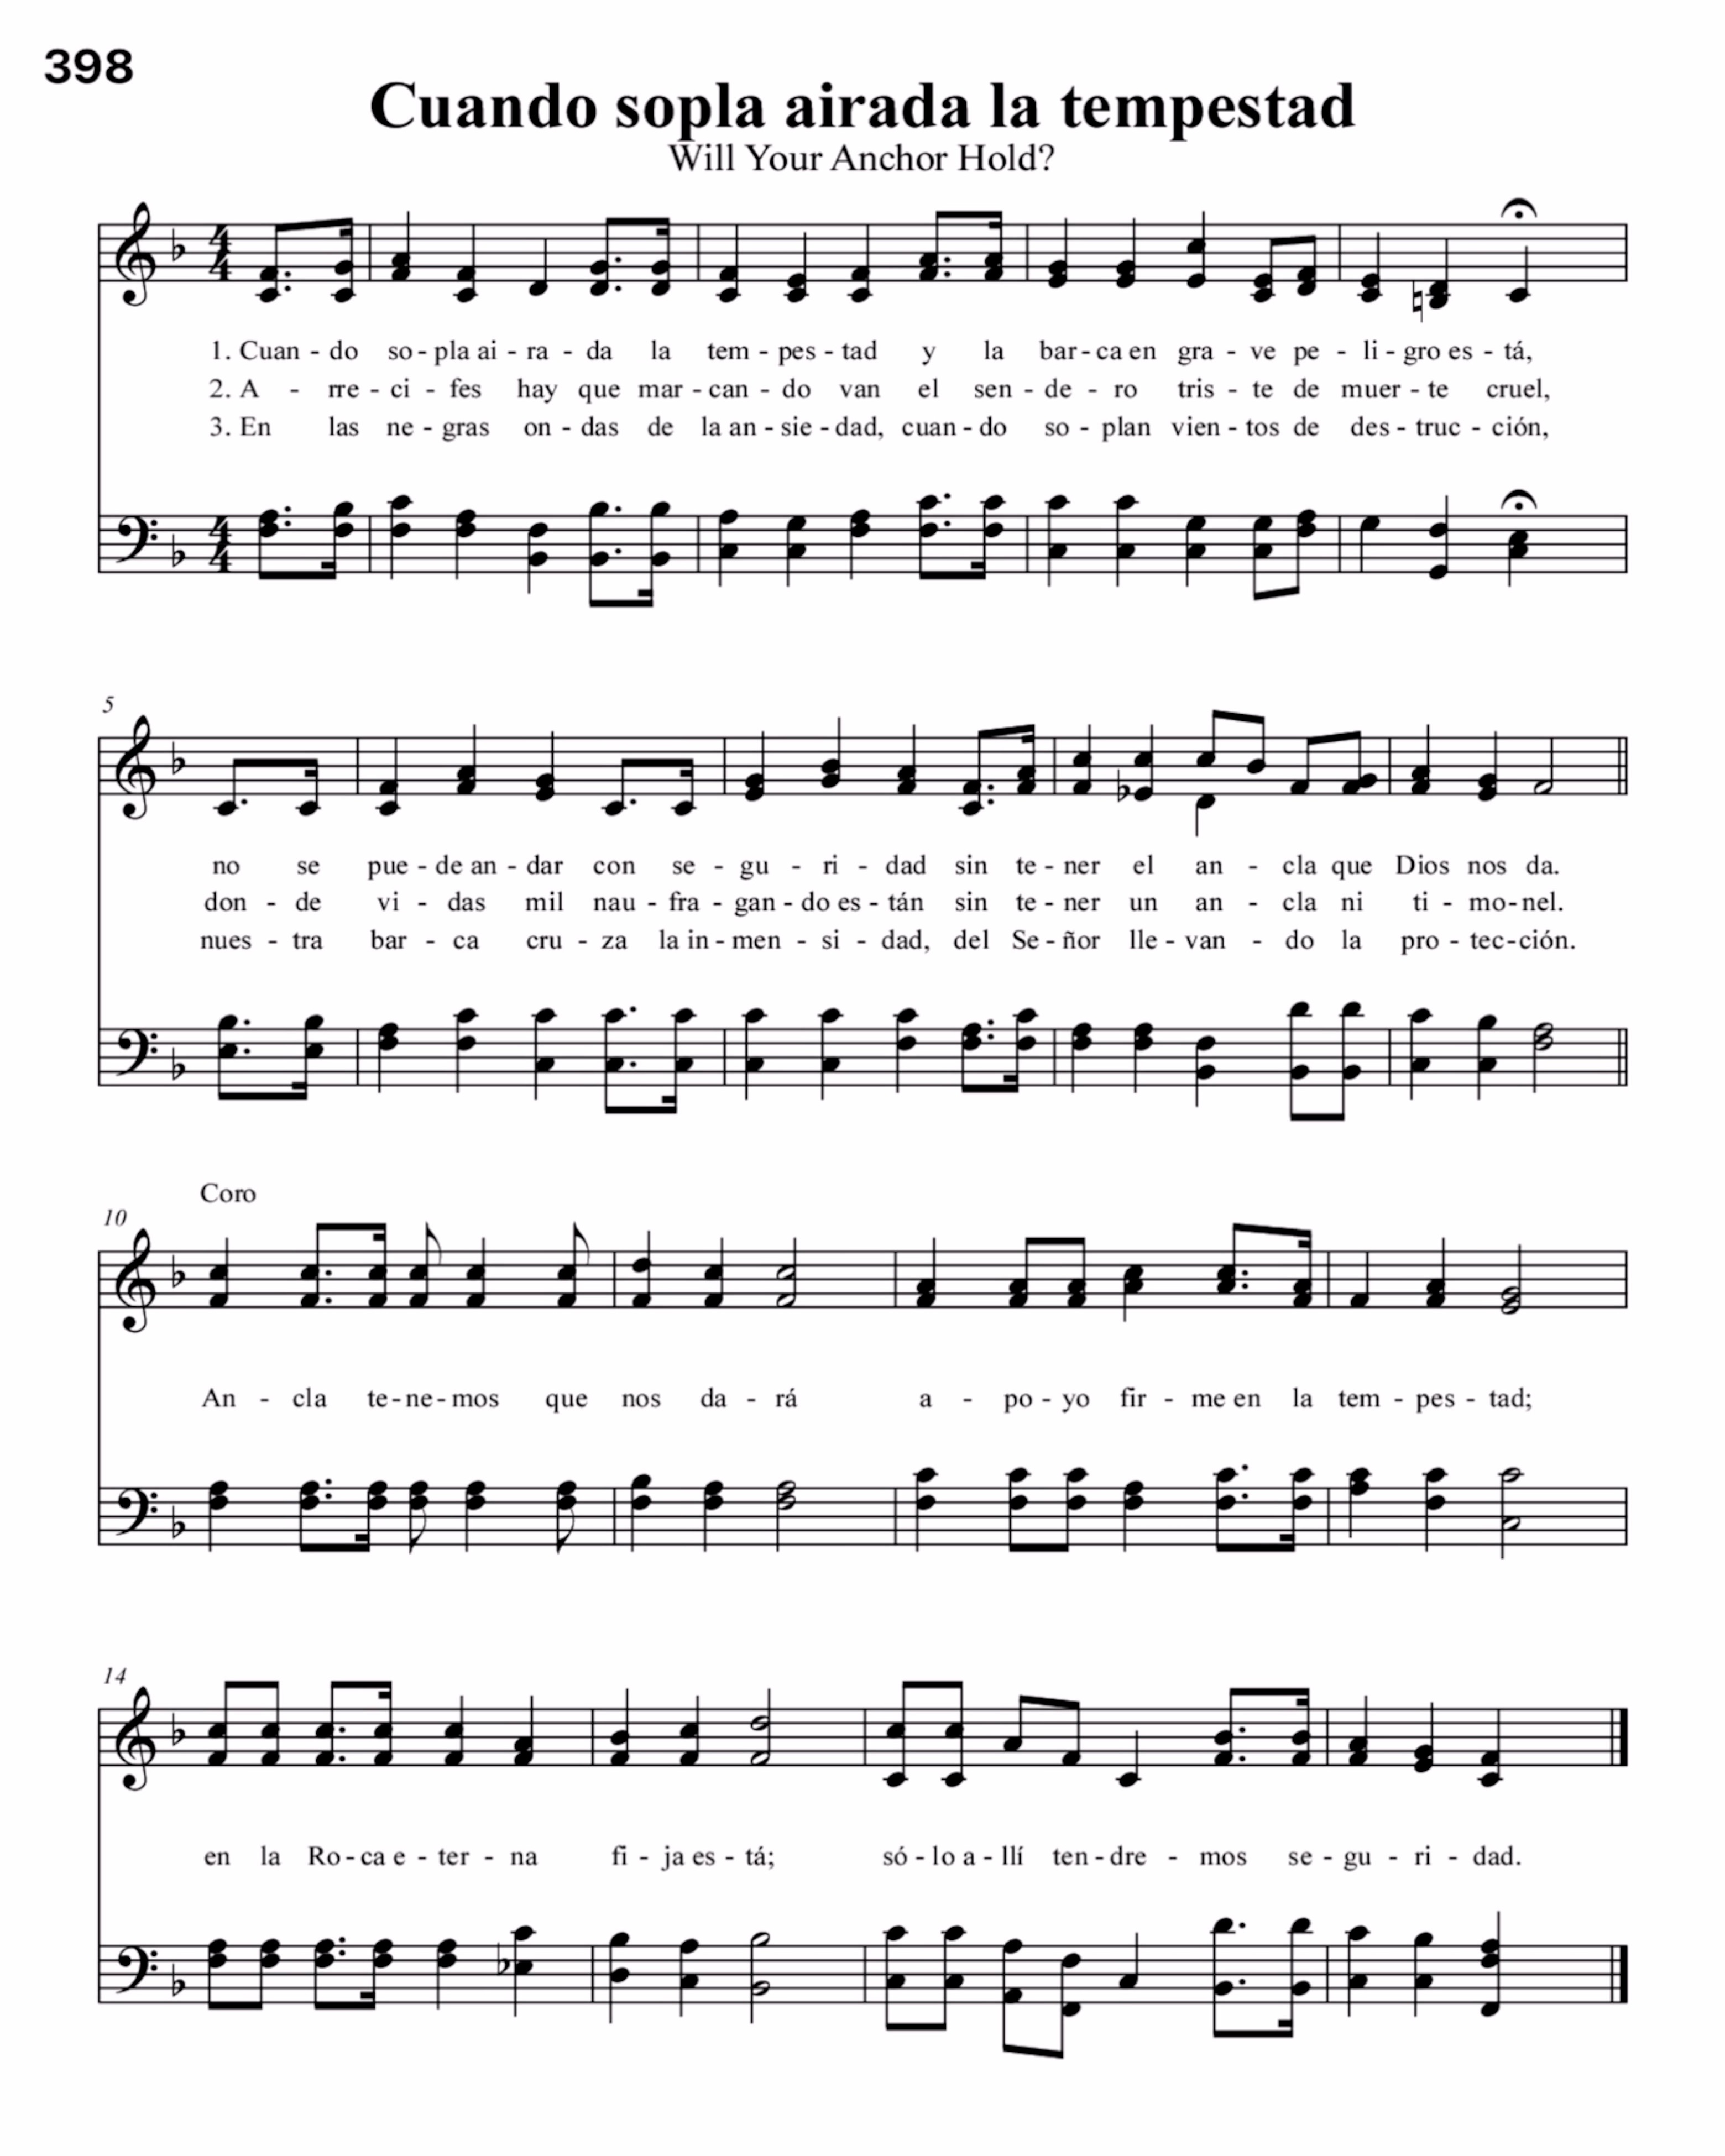 398
Cuando sopla airada la tempestad
Will Your Anchor Hold?
1. Cuan - do so - pla ai - ra - da la tem - pes - tad y la bar - ca en gra - ve pe - li - gro es - tá,
2. A - rre - ci - fes hay que mar - can - do van el sen - de - ro tris - te de muer - te cruel,
3. En las ne - gras on - das de la an - sie - dad, cuan - do so - plan vien - tos de des - truc - ción,
5
no se pue - de an - dar con se - gu - ri - dad sin te - ner el an - cla que Dios nos da.
don - de vi - das mil nau - fra - gan - do es - tán sin te - ner un an - cla ni ti - mo - nel.
nues - tra bar - ca cru - za la in - men - si - dad, del Se - ñor lle - van - do la pro - tec - ción.
Coro
10
An - cla te - ne - mos que nos da - rá a - po - yo fir - me en la tem - pes - tad;
14
en la Ro - ca e - ter - na fi - ja es - tá; só - lo a - llí ten - dre - mos se - gu - ri - dad.